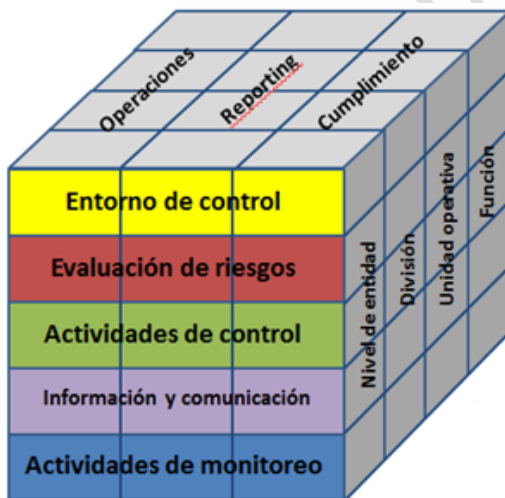 Operaciones
Reporting
Cumplimiento
Entorno de control
Evaluación de riesgos
Actividades de control
Información y comunicación
Actividades de monitoreo
Nivel de entidad
División
Unidad operativa
Función